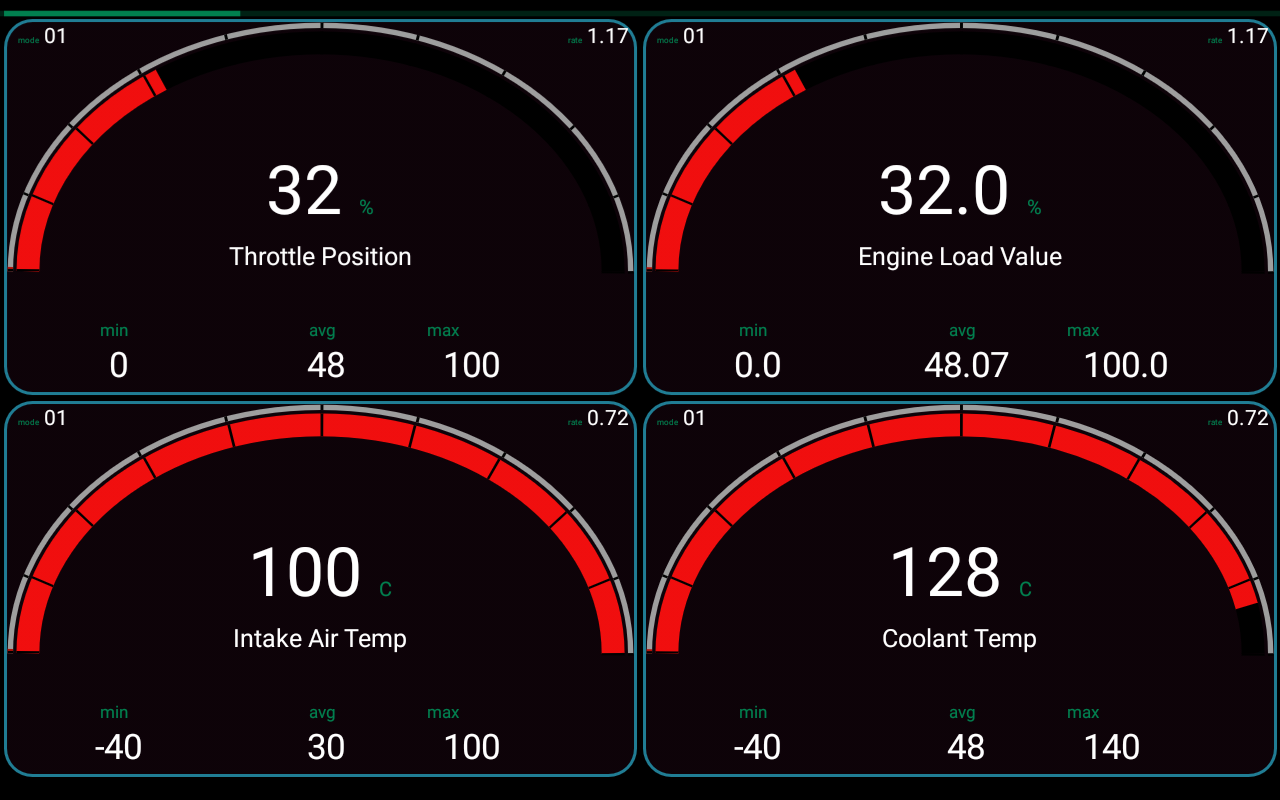 mode 01 rate 1.17
32 %
Throttle Position
min avg max
0 48 100
mode 01 rate 1.17
32.0 %
Engine Load Value
min avg max
0.0 48.07 100.0
mode 01 rate 0.72
100 C
Intake Air Temp
min avg max
-40 30 100
mode 01 rate 0.72
128 C
Coolant Temp
min avg max
-40 48 140